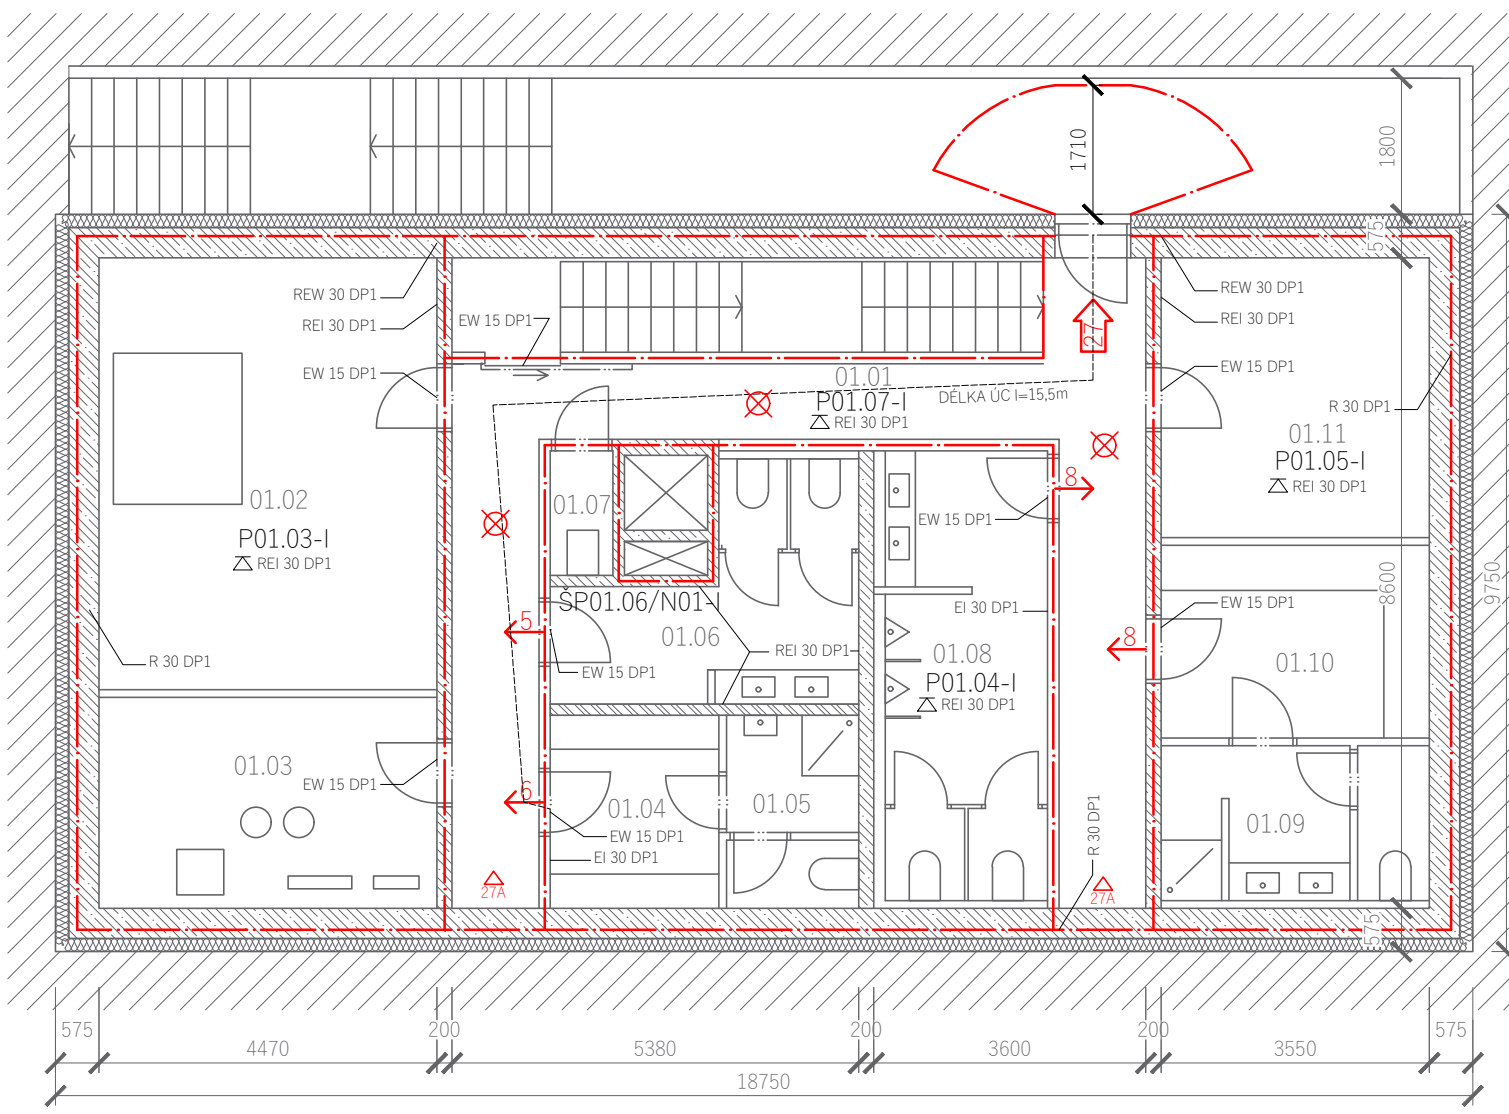 1710
1800
575
REW 30 DP1
REI 30 DP1
EW 15 DP1
EW 15 DP1
27
REW 30 DP1
REI 30 DP1
EW 15 DP1
R 30 DP1
01.01
P01.07-I
REI 30 DP1
DÉLKA ÚC l=15,5m
01.11
P01.05-I
REI 30 DP1
01.02
P01.03-I
REI 30 DP1
01.07
8
EW 15 DP1
ŠP01.06/N01-I
01.06
5
EW 15 DP1
REI 30 DP1
EI 30 DP1
01.08
P01.04-I
REI 30 DP1
8
EW 15 DP1
8600
9750
01.10
R 30 DP1
01.03
EW 15 DP1
6
01.04
01.05
EW 15 DP1
EI 30 DP1
R 30 DP1
01.09
27A
27A
575
575
200
200
200
575
4470
5380
3600
3550
18750